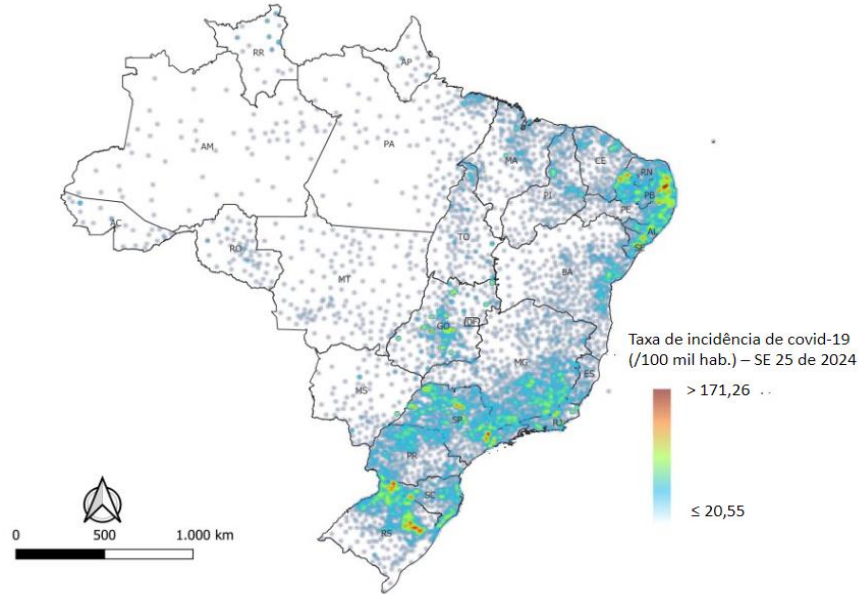 RR
AP
AM
PA
MA
CE
RN
PB
PI
PE
AL
SE
AC
RO
TO
BA
MT
GO
DF
MG
ES
MS
SP
RJ
PR
SC
RS
Taxa de incidência de covid-19
(/100 mil hab.) – SE 25 de 2024
> 171,26
≤ 20,55
0 500 1.000 km